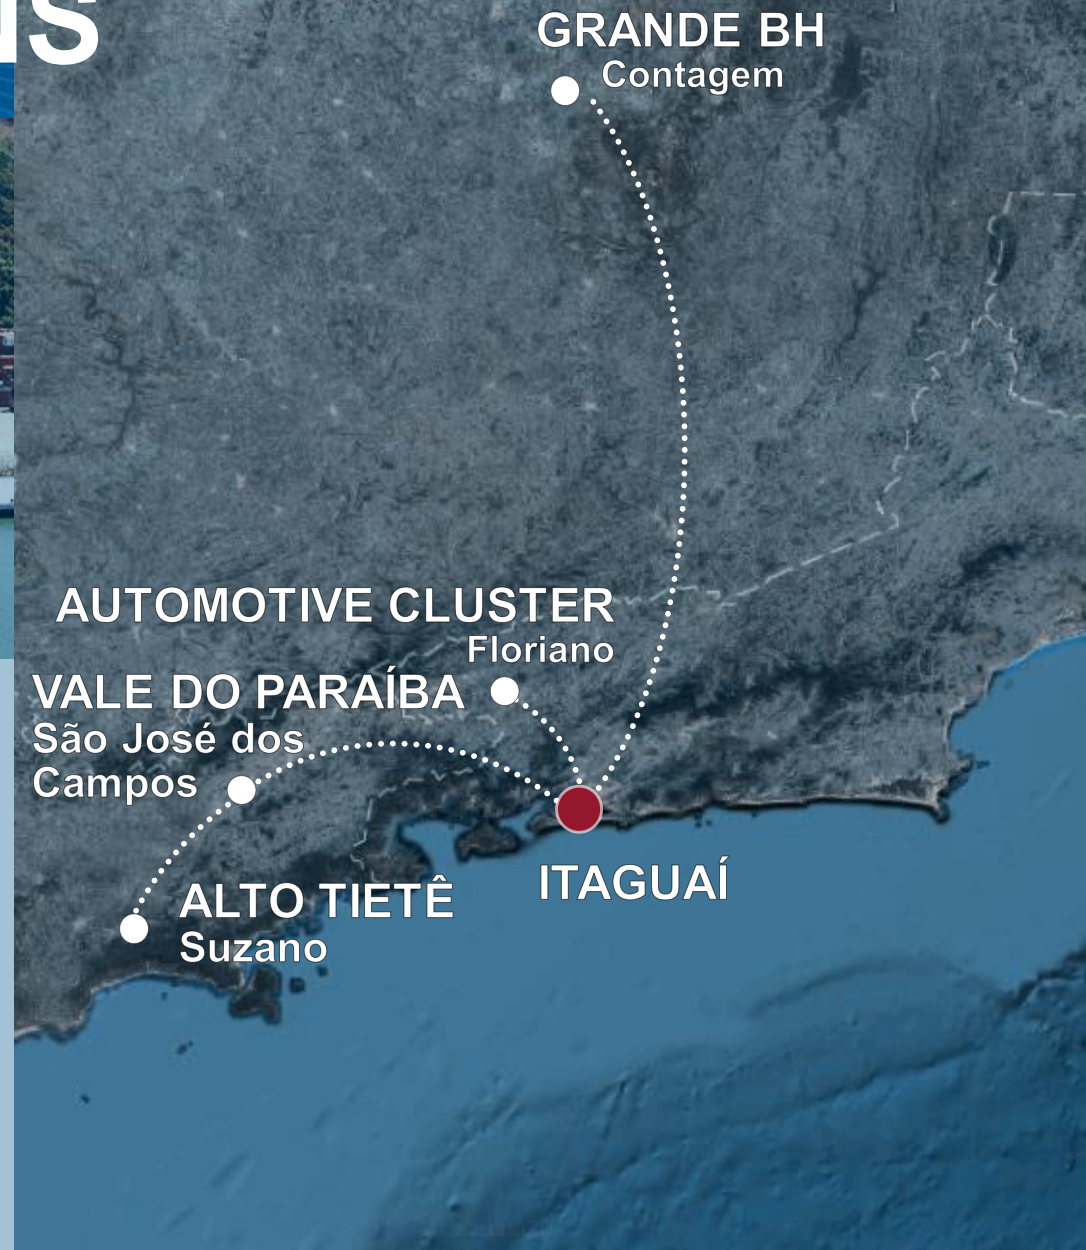 GRANDE BH
Contagem
AUTOMOTIVE CLUSTER
Floriano
VALE DO PARAÍBA
São José dos
Campos
ALTO TIETÊ
Suzano
ITAGUAÍ